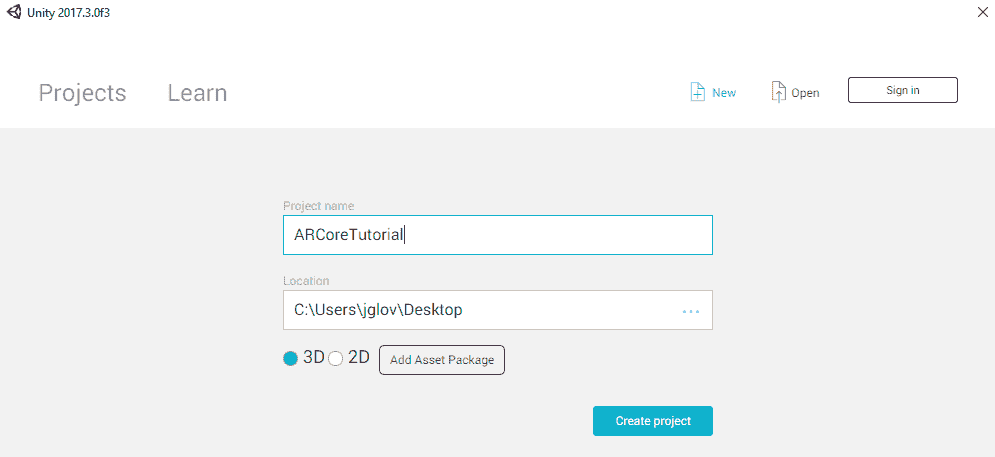 Unity 2017.3.0f3
Projects Learn New Open Sign in
Project name
ARCoreTutorial
Location
C:\Users\jglov\Desktop ...
3D 2D Add Asset Package
Create project